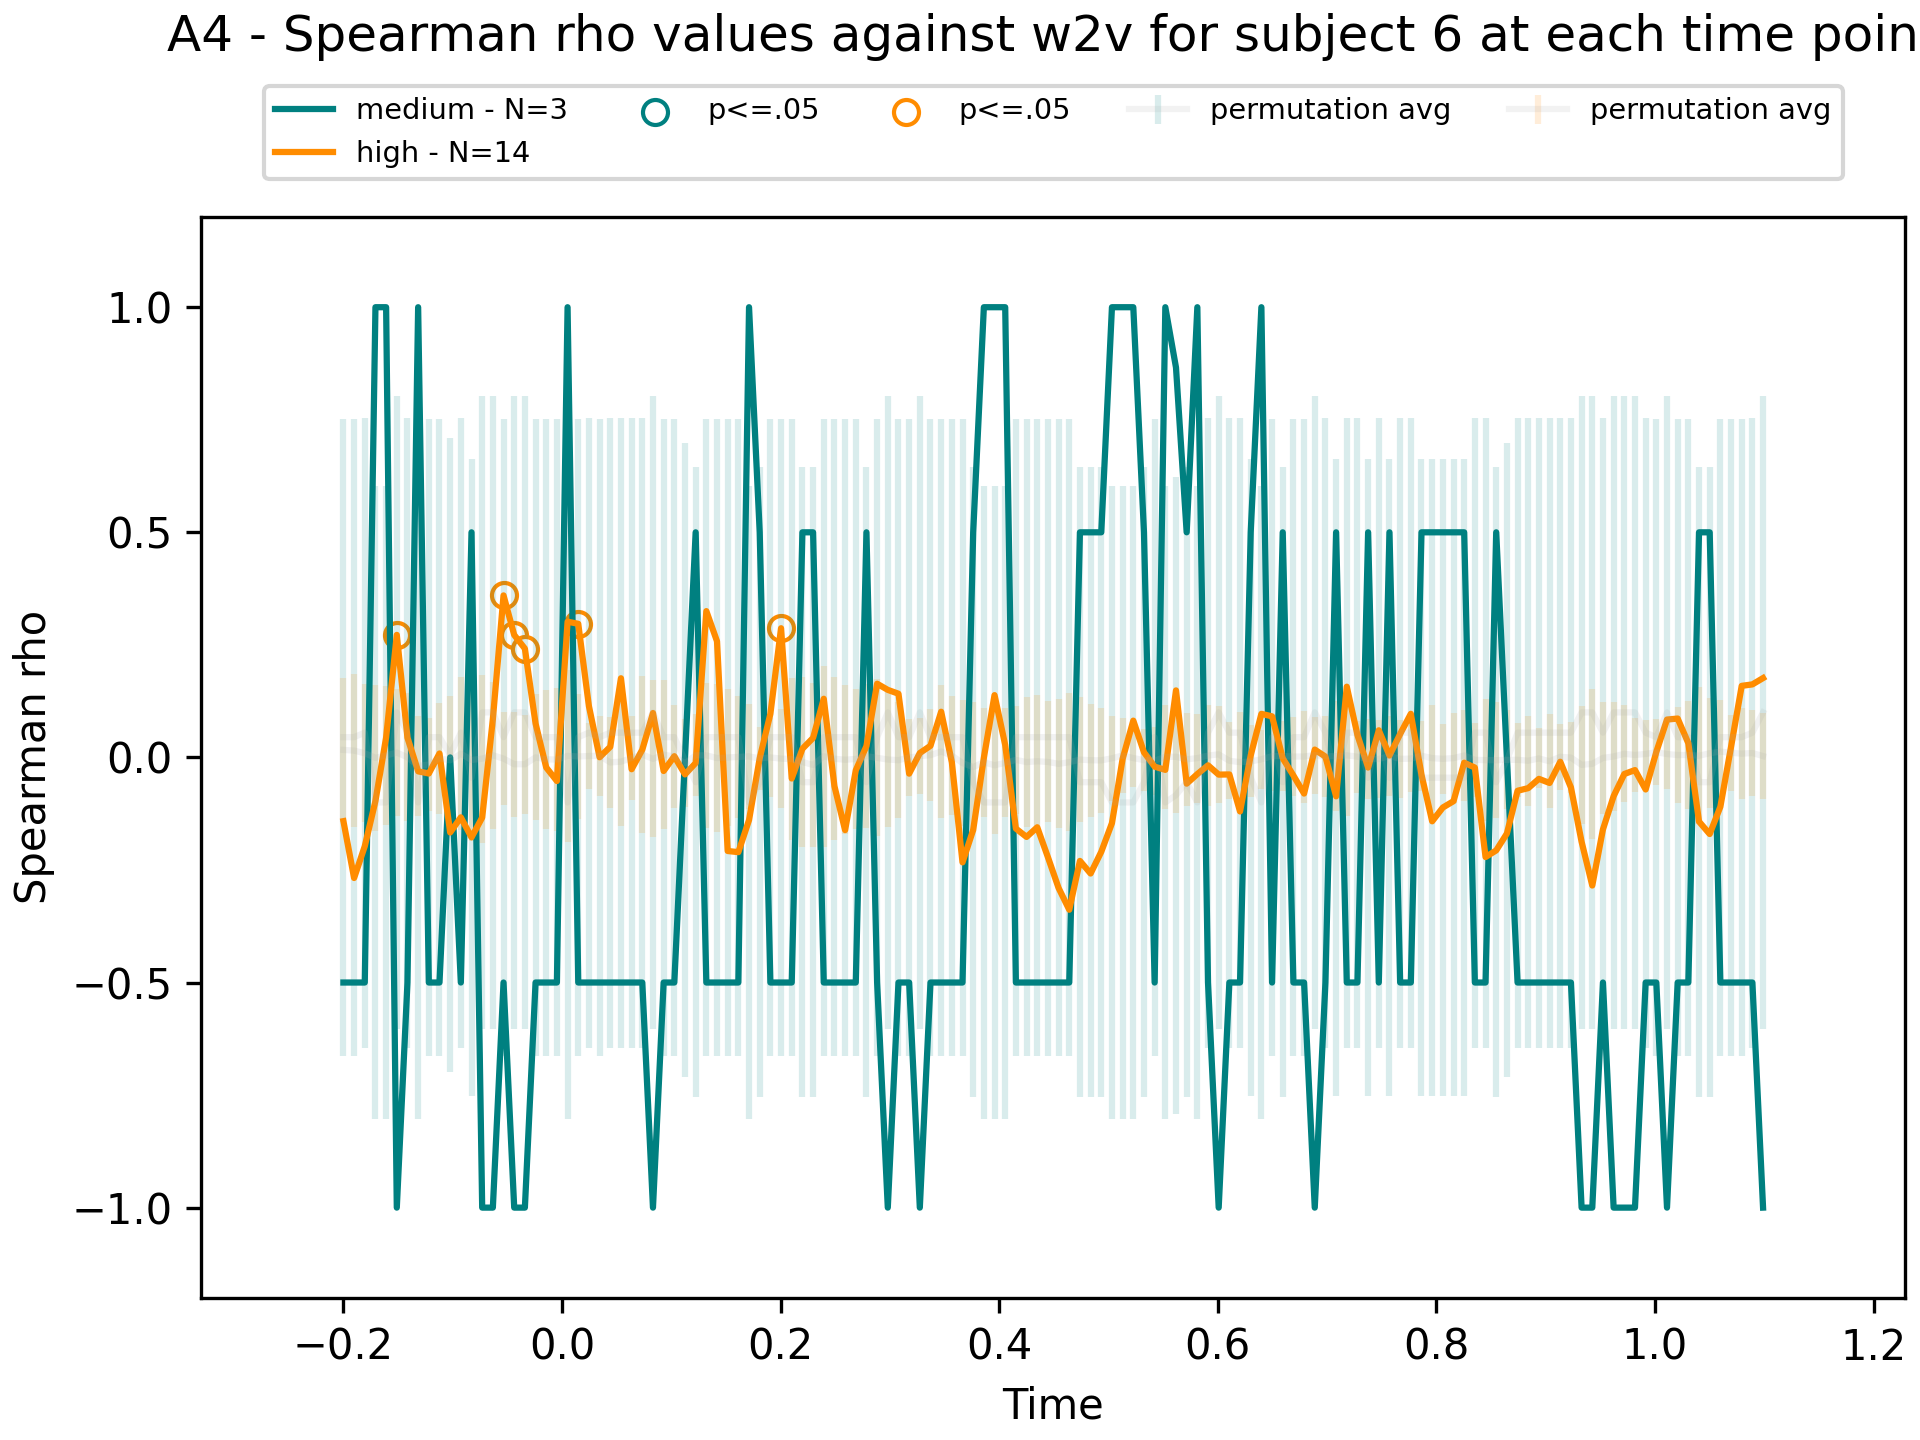 A4 - Spearman rho values against w2v for subject 6 at each time poin
medium - N=3
high - N=14
p<=.05
p<=.05
permutation avg
permutation avg
Spearman rho
1.0
0.5
0.0
−0.5
−1.0
−0.2 0.0 0.2 0.4 0.6 0.8 1.0 1.2
Time